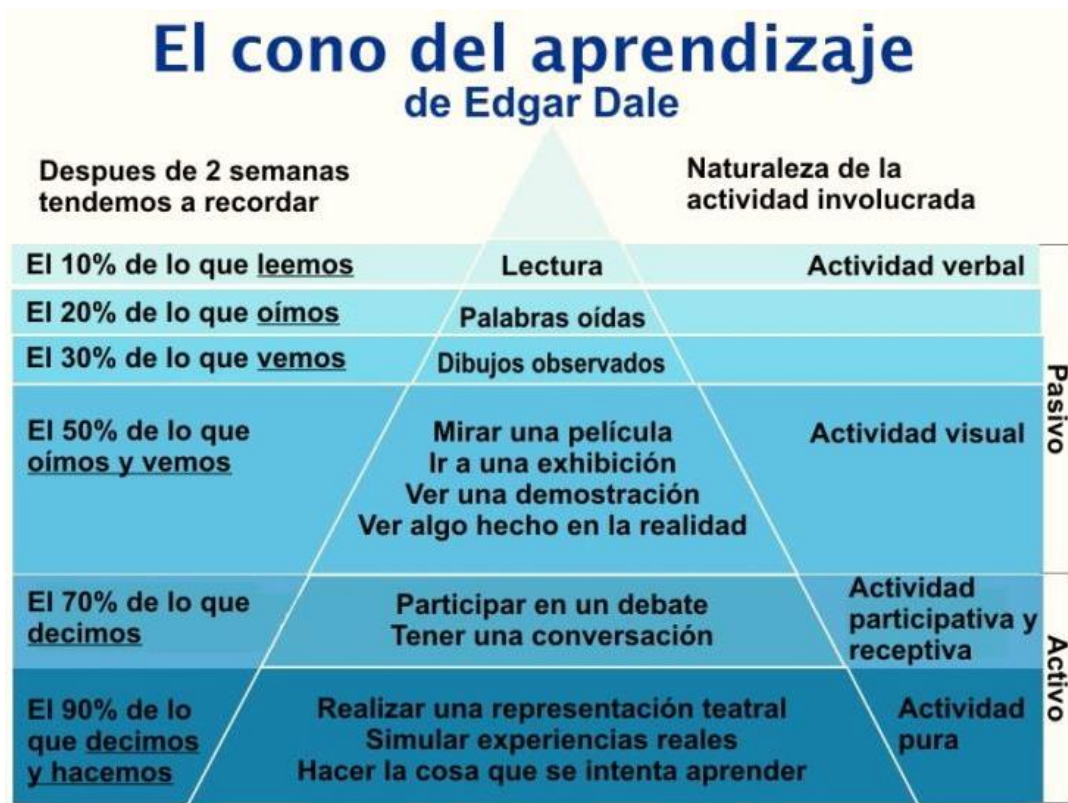 El cono del aprendizaje
de Edgar Dale
Despues de 2 semanas
tendemos a recordar
Naturaleza de la
actividad involucrada
El 10% de lo que leemos
Lectura
Actividad verbal
El 20% de lo que oímos
Palabras oídas
El 30% de lo que vemos
Dibujos observados
El 50% de lo que
oímos y vemos
Mirar una película
Ir a una exhibición
Ver una demostración
Ver algo hecho en la realidad
Actividad visual
Pasivo
El 70% de lo que
decimos
Participar en un debate
Tener una conversación
Actividad
participativa y
receptiva
El 90% de lo
que decimos
y hacemos
Realizar una representación teatral
Simular experiencias reales
Hacer la cosa que se intenta aprender
Actividad
pura
Activo